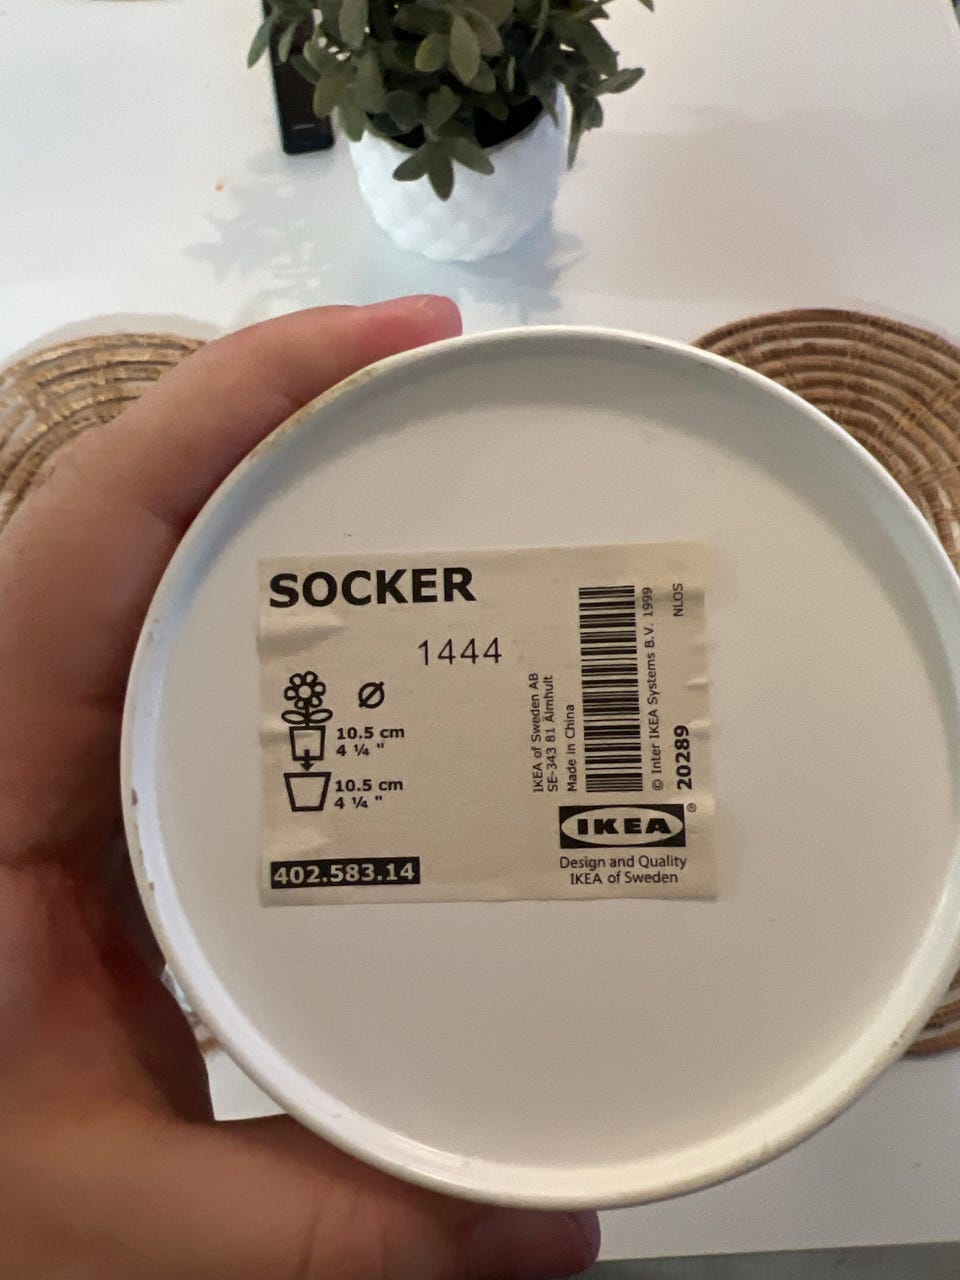 SOCKER
1444
Ø
10.5 cm
4 ¼ "
10.5 cm
4 ¼ "
402.583.14
IKEA of Sweden AB
SE-343 81 Älmhult
Made in China
© Inter IKEA Systems B.V. 1999
20289
NLOS
IKEA®
Design and Quality
IKEA of Sweden